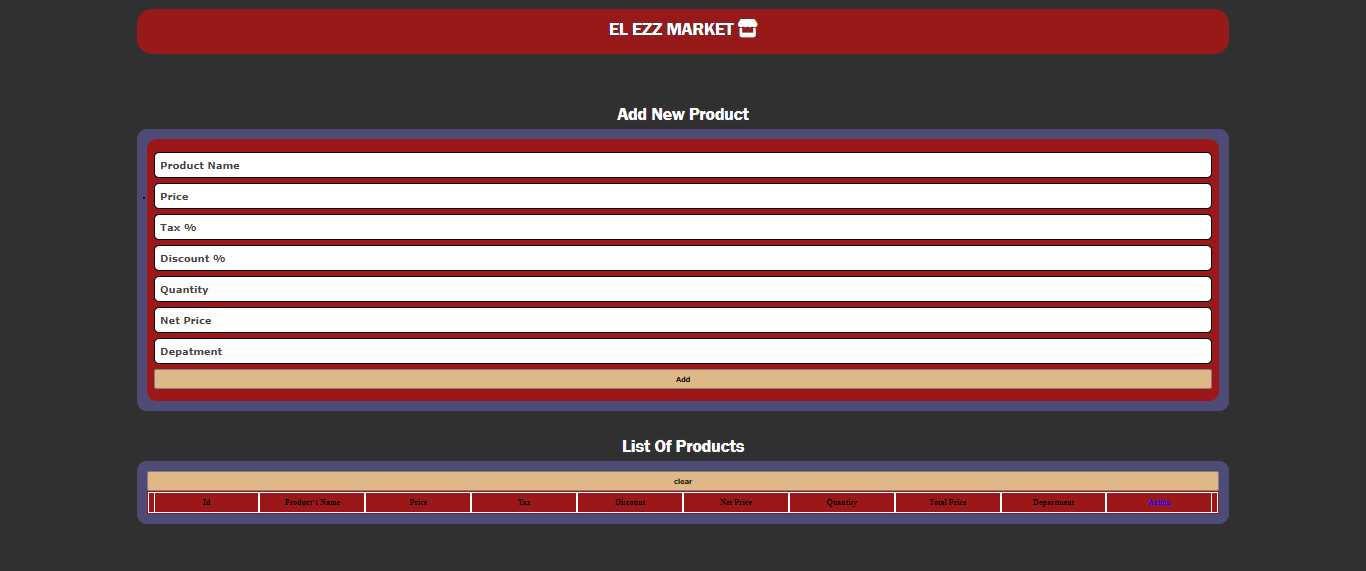 EL EZZ MARKET
Add New Product
Product Name
Price
Tax %
Discount %
Quantity
Net Price
Depatment
Add
List Of Products
clear
Id Product's Name Price Tax Discount Net Price Quantity Total Price Department Action